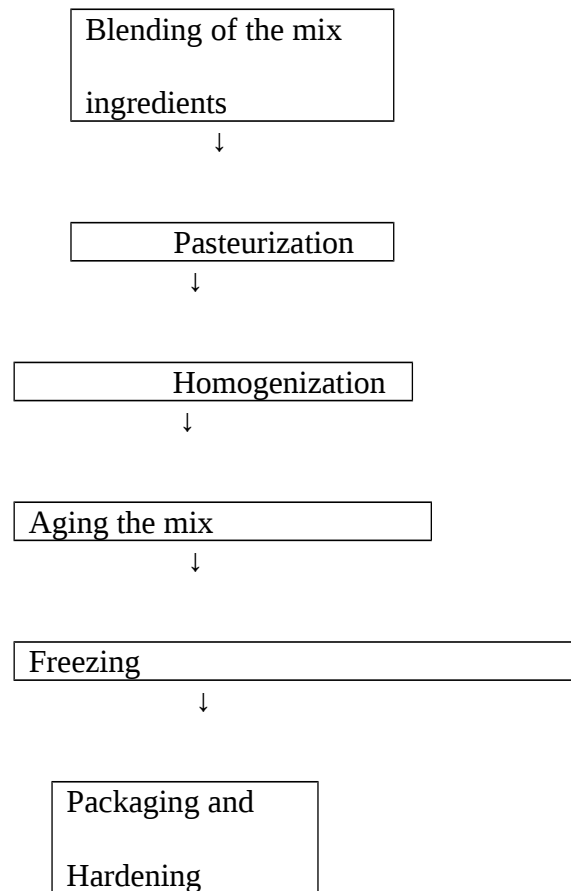 Blending of the mix
ingredients
↓
Pasteurization
↓
Homogenization
↓
Aging the mix
↓
Freezing
↓
Packaging and
Hardening